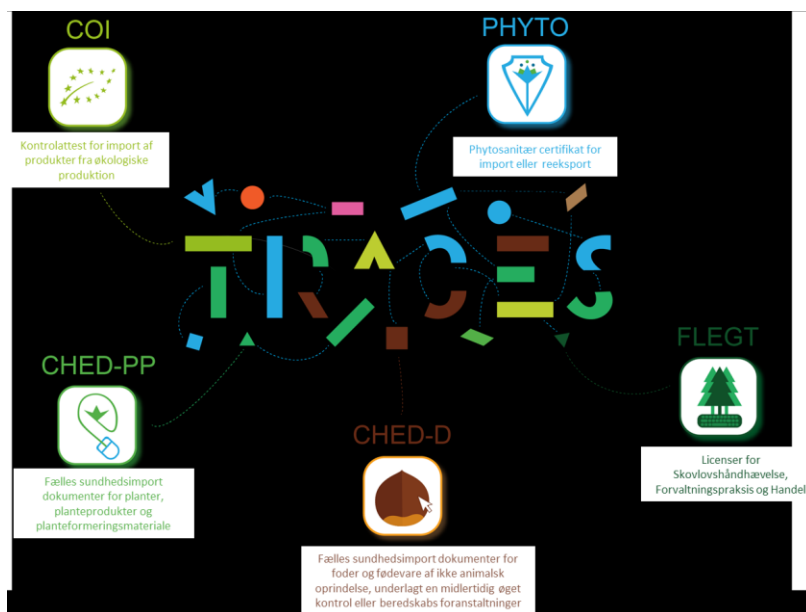 COI
Kontrolattest for import af
produkter fra økologiske
produktion
PHYTO
Phytosanitær certifikat for
import eller reeksport
TRACES
CHED-PP
Fælles sundhedsimport
dokumenter for planter,
planteprodukter og
planteformeringsmateriale
CHED-D
Fælles sundhedsimport dokumenter for
foder og fødevare af ikke animalsk
oprindelse, underlagt en midlertidig øget
kontrol eller beredskabs foranstaltninger
FLEGT
Licenser for
Skovlovshåndhævelse,
Forvaltningspraksis og Handel